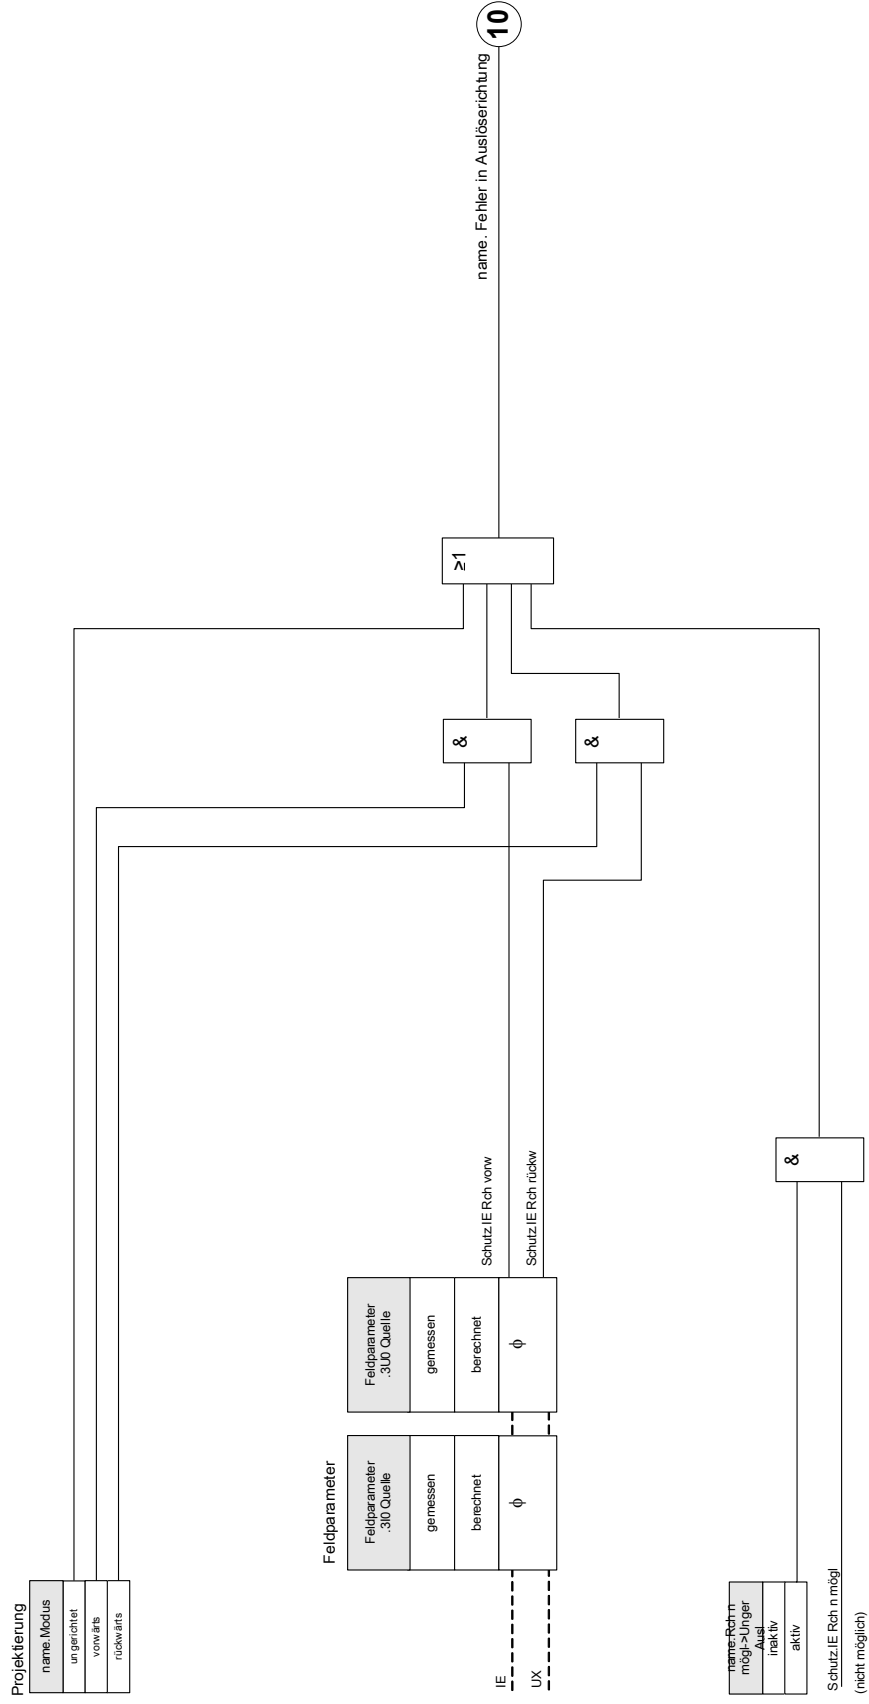 Projektierung
name.Modus
ungerichtet
vorwärts
rückwärts
Feldparameter
Feldparameter
.3I0 Quelle
gemessen
berechnet
ϕ
Feldparameter
.3U0 Quelle
gemessen
berechnet
ϕ
IE
UX
Schutz.IE Rch vorw
Schutz.IE Rch rückw
name.Rch n
mögl->Unger
Ausl
inaktiv
aktiv
Schutz.IE Rch n mögl
(nicht möglich)
&
&
&
≥1
name. Fehler in Auslöserichtung
10